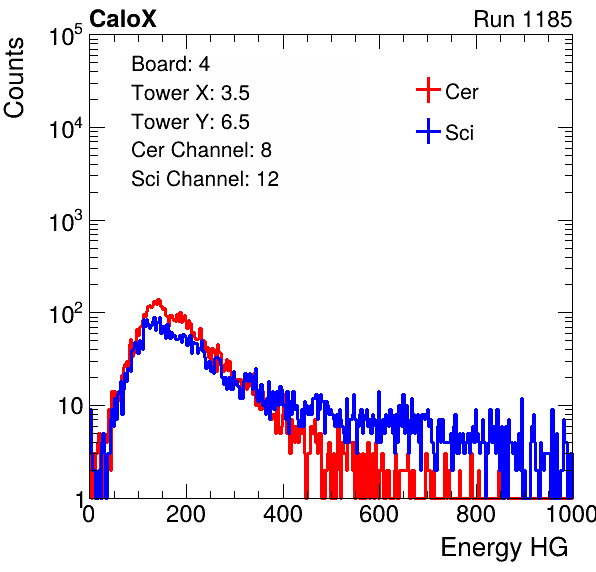 CaloX Run 1185
Counts
10^5
10^4
10^3
10^2
10
1
Board: 4
Tower X: 3.5
Tower Y: 6.5
Cer Channel: 8
Sci Channel: 12
Cer
Sci
0 200 400 600 800 1000
Energy HG